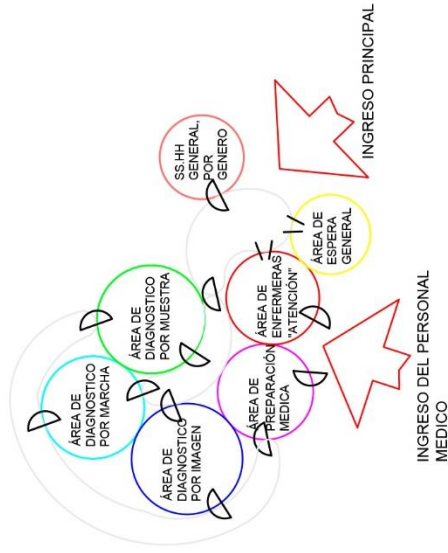 SS.HH
GENERAL,
POR
GENERO
INGRESO PRINCIPAL
ÁREA DE
ESPERA
GENERAL
ÁREA DE
DIAGNOSTICO
POR MUESTRA
ÁREA DE
ENFERMERAS
"ATENCIÓN"
ÁREA DE
DIAGNOSTICO
POR MARCHA
ÁREA DE
PREPARACIÓN
MEDICA
ÁREA DE
DIAGNOSTICO
POR IMAGEN
INGRESO DEL PERSONAL
MEDICO